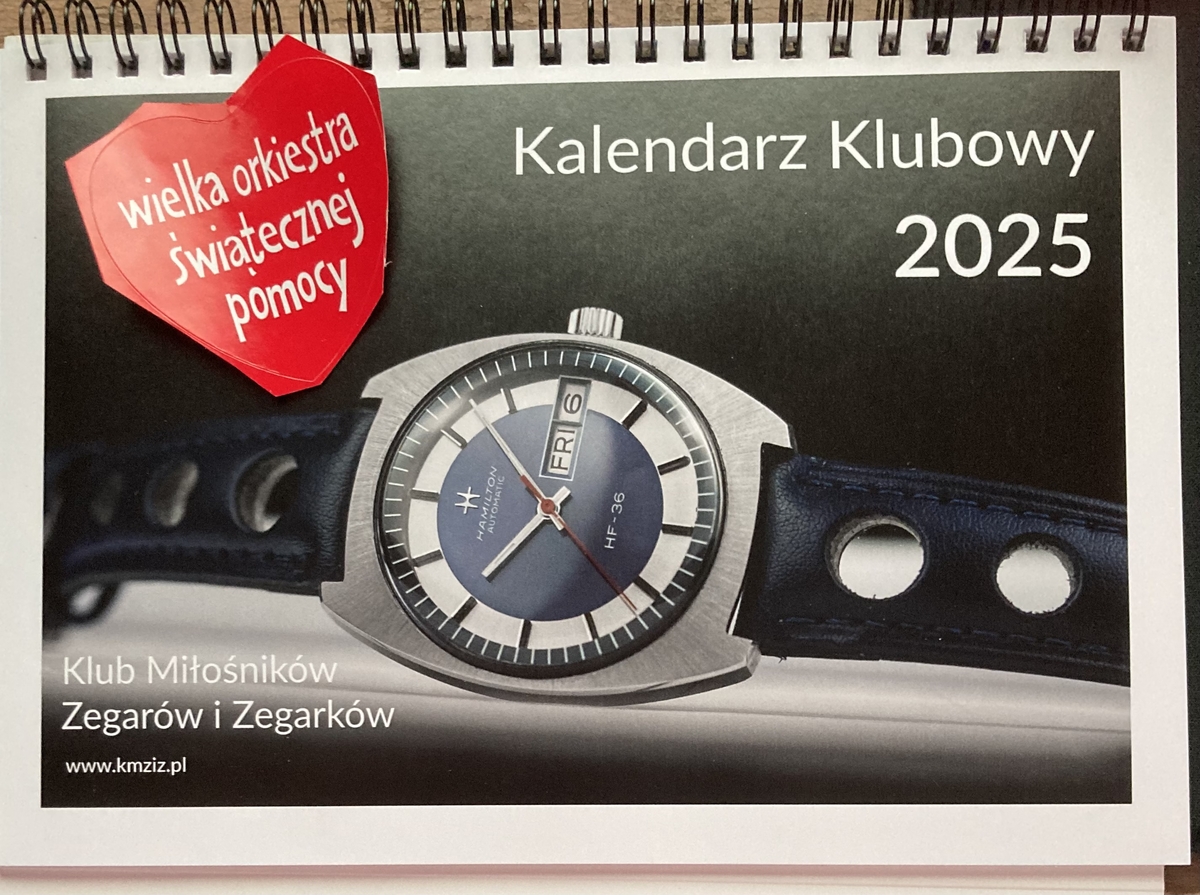 wielka orkiestra
świątecznej
pomocy
Kalendarz Klubowy
2025
6
FRI
HAMILTON
AUTOMATIC
HF-36
Klub Miłośników
Zegarów i Zegarków
www.kmziz.pl